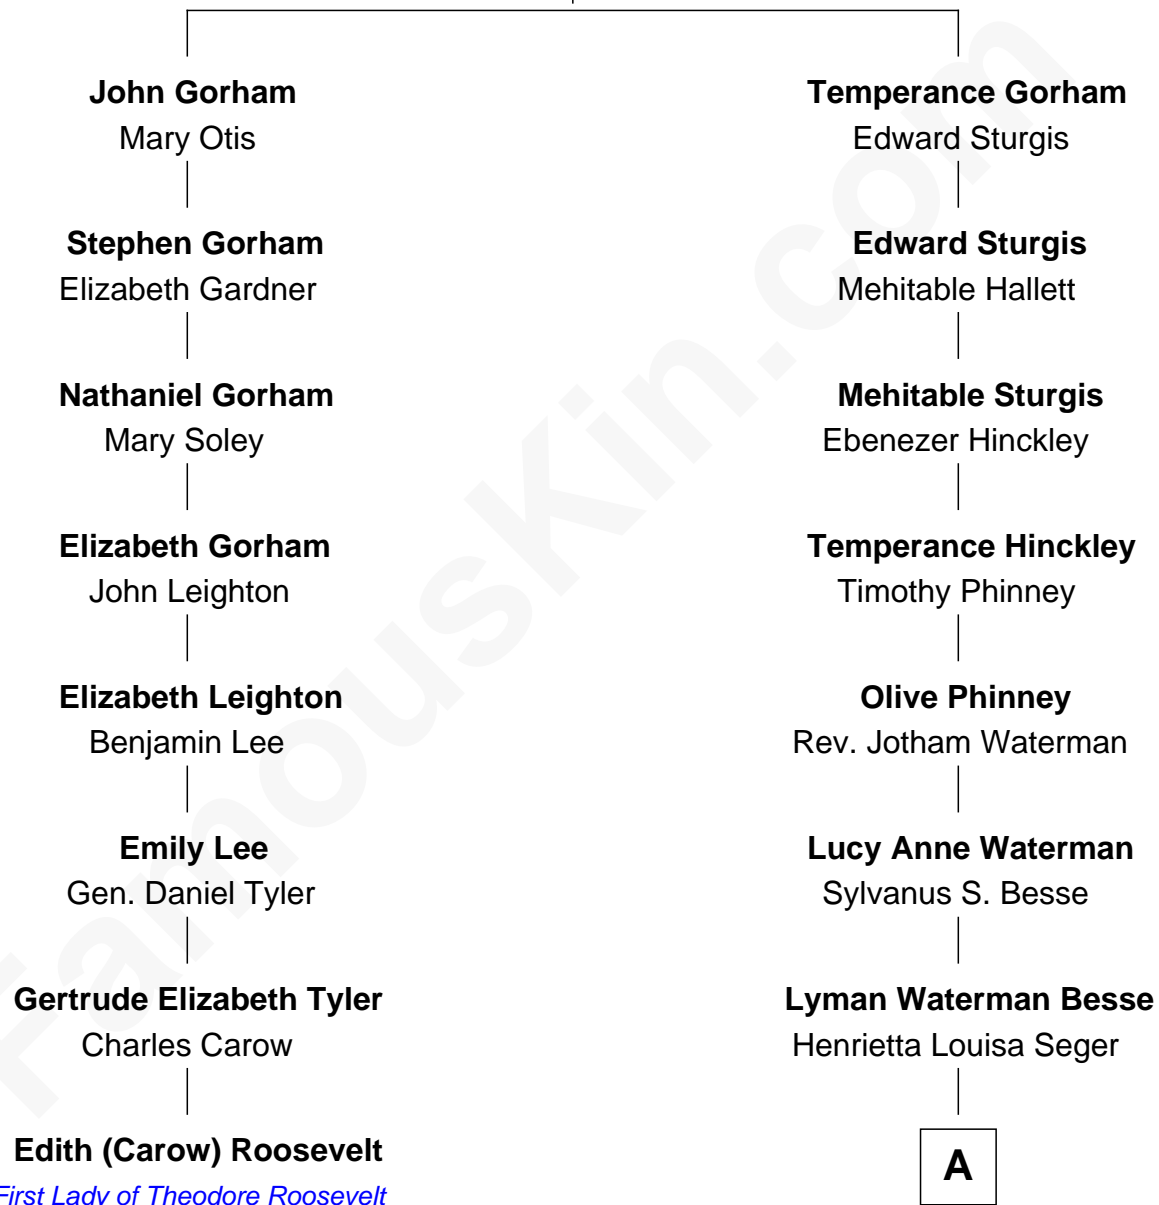 John Gorham
Mary Otis
Temperance Gorham
Edward Sturgis
Stephen Gorham
Elizabeth Gardner
Edward Sturgis
Mehitable Hallett
Nathaniel Gorham
Mary Soley
Mehitable Sturgis
Ebenezer Hinckley
Elizabeth Gorham
John Leighton
Temperance Hinckley
Timothy Phinney
Elizabeth Leighton
Benjamin Lee
Olive Phinney
Rev. Jotham Waterman
Emily Lee
Gen. Daniel Tyler
Lucy Anne Waterman
Sylvanus S. Besse
Gertrude Elizabeth Tyler
Charles Carow
Lyman Waterman Besse
Henrietta Louisa Seger
Edith (Carow) Roosevelt
First Lady of Theodore Roosevelt
A
FamousKin.com